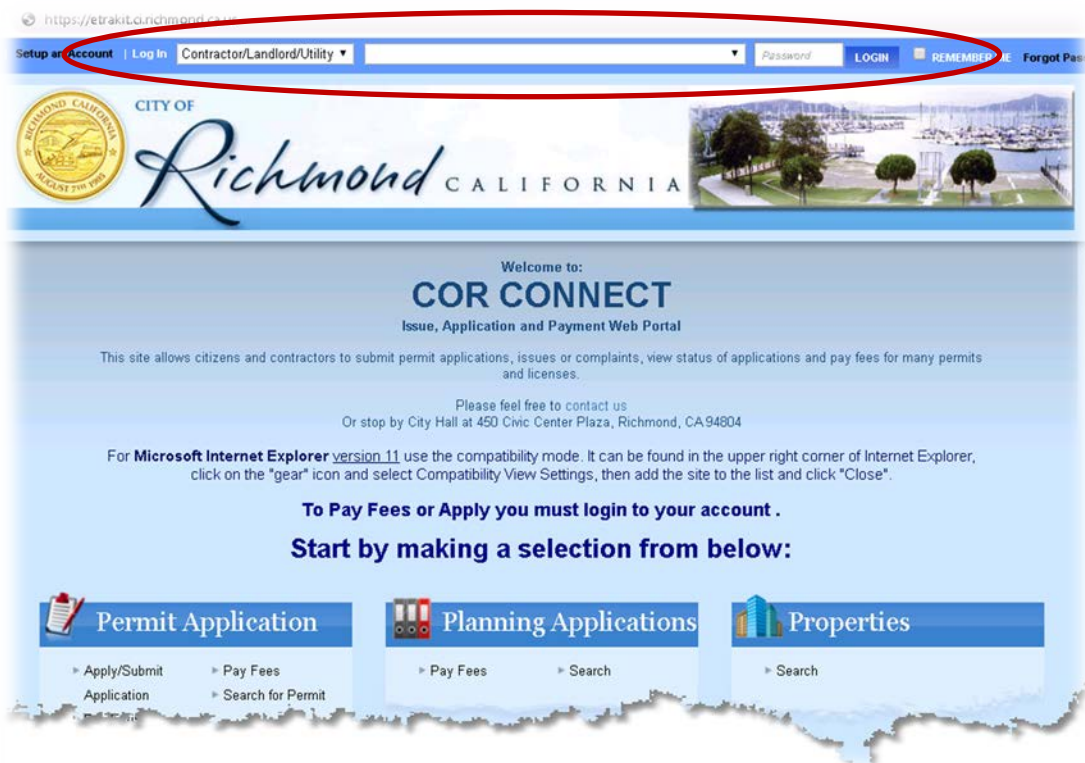 https://etrakit.ci.richmond.ca.us
Setup an Account | Log In Contractor/Landlord/Utility ▼ ▼ Password LOGIN REMEMBER ME Forgot Pas
RICHMOND CALIFORNIA
AUGUST 7TH 1905
CITY OF
Richmond CALIFORNIA
Welcome to:
COR CONNECT
Issue, Application and Payment Web Portal
This site allows citizens and contractors to submit permit applications, issues or complaints, view status of applications and pay fees for many permits
and licenses.
Please feel free to contact us
Or stop by City Hall at 450 Civic Center Plaza, Richmond, CA 94804
For Microsoft Internet Explorer version 11 use the compatibility mode. It can be found in the upper right corner of Internet Explorer,
click on the "gear" icon and select Compatibility View Settings, then add the site to the list and click "Close".
To Pay Fees or Apply you must login to your account .
Start by making a selection from below:
Permit Application
Apply/Submit Pay Fees
Application Search for Permit
Planning Applications
Pay Fees Search
Properties
Search